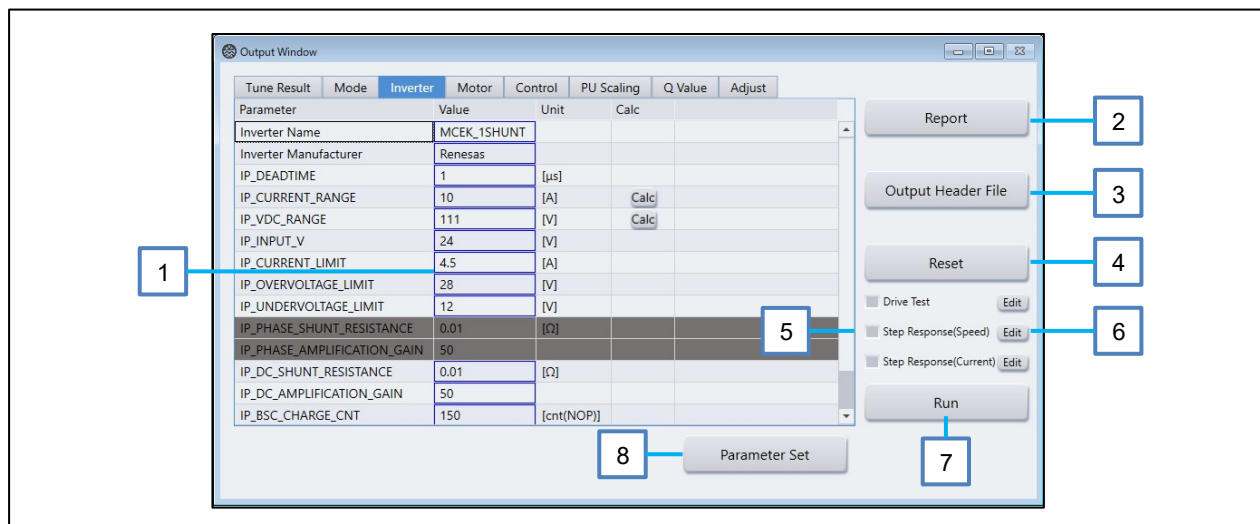 Output Window
Tune Result Mode Inverter Motor Control PU Scaling Q Value Adjust
Parameter Value Unit Calc
Inverter Name MCEK_1SHUNT
Inverter Manufacturer Renesas
IP_DEADTIME 1 [µs]
IP_CURRENT_RANGE 10 [A] Calc
IP_VDC_RANGE 111 [V] Calc
IP_INPUT_V 24 [V]
IP_CURRENT_LIMIT 4.5 [A]
IP_OVERVOLTAGE_LIMIT 28 [V]
IP_UNDERVOLTAGE_LIMIT 12 [V]
IP_PHASE_SHUNT_RESISTANCE 0.01 [Ω]
IP_PHASE_AMPLIFICATION_GAIN 50
IP_DC_SHUNT_RESISTANCE 0.01 [Ω]
IP_DC_AMPLIFICATION_GAIN 50
IP_BSC_CHARGE_CNT 150 [cnt(NOP)]
1
Report 2
Output Header File 3
Reset 4
Drive Test Edit
5 Step Response(Speed) Edit 6
Step Response(Current) Edit
Run
7
8 Parameter Set